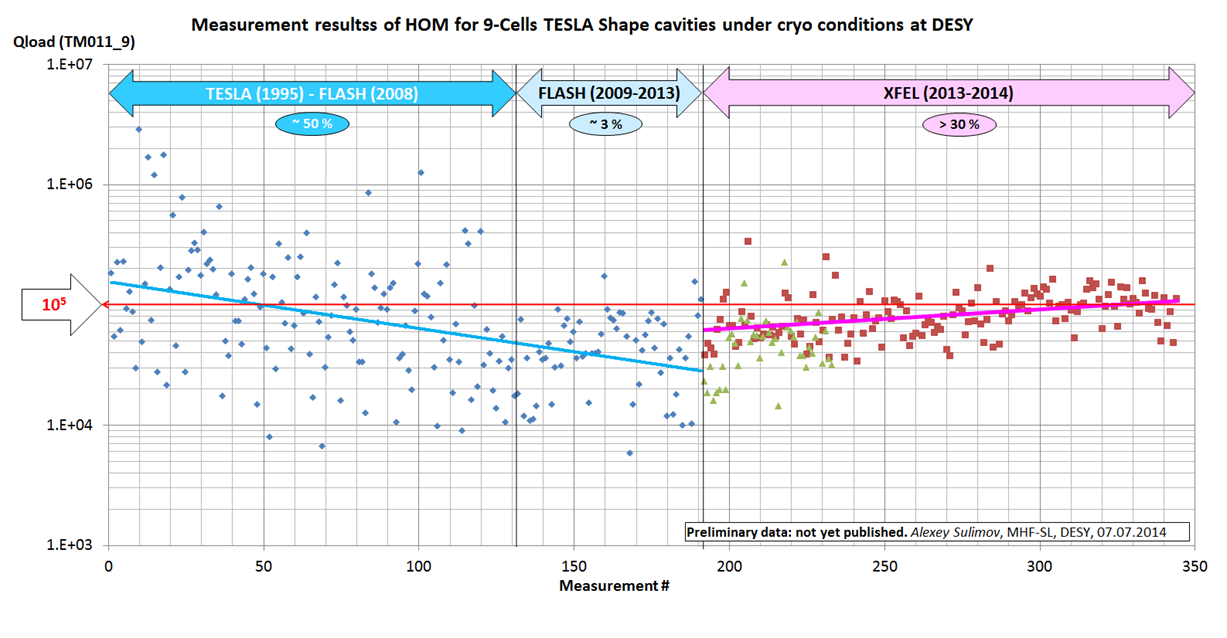 Measurement resultss of HOM for 9-Cells TESLA Shape cavities under cryo conditions at DESY
Qload (TM011_9)
1.E+07
TESLA (1995) - FLASH (2008)
FLASH (2009-2013)
XFEL (2013-2014)
~ 50 %
~ 3 %
> 30 %
1.E+06
10⁵
1.E+04
Preliminary data: not yet published. Alexey Sulimov, MHF-SL, DESY, 07.07.2014
1.E+03
0 50 100 150 200 250 300 350
Measurement #